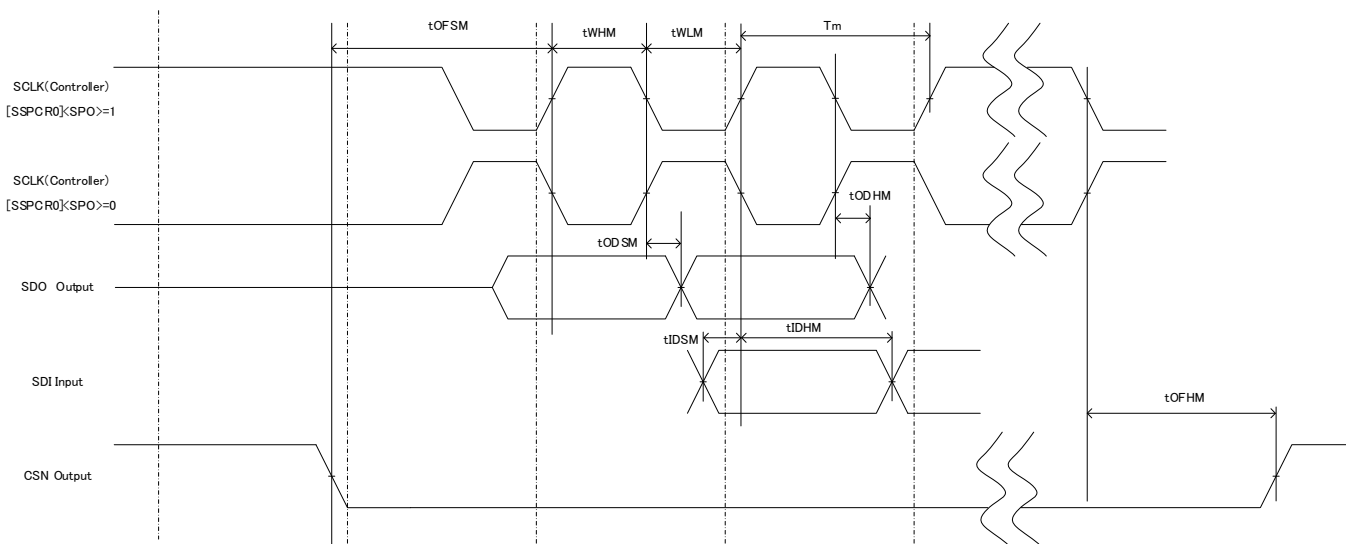 tOFSM
tWHM
tWLM
Tm
SCLK(Controller)
[SSPCR0]<SPO>=1
SCLK(Controller)
[SSPCR0]<SPO>=0
tODHM
tODSM
SDO Output
tIDSM
tIDHM
SDI Input
tOFHM
CSN Output